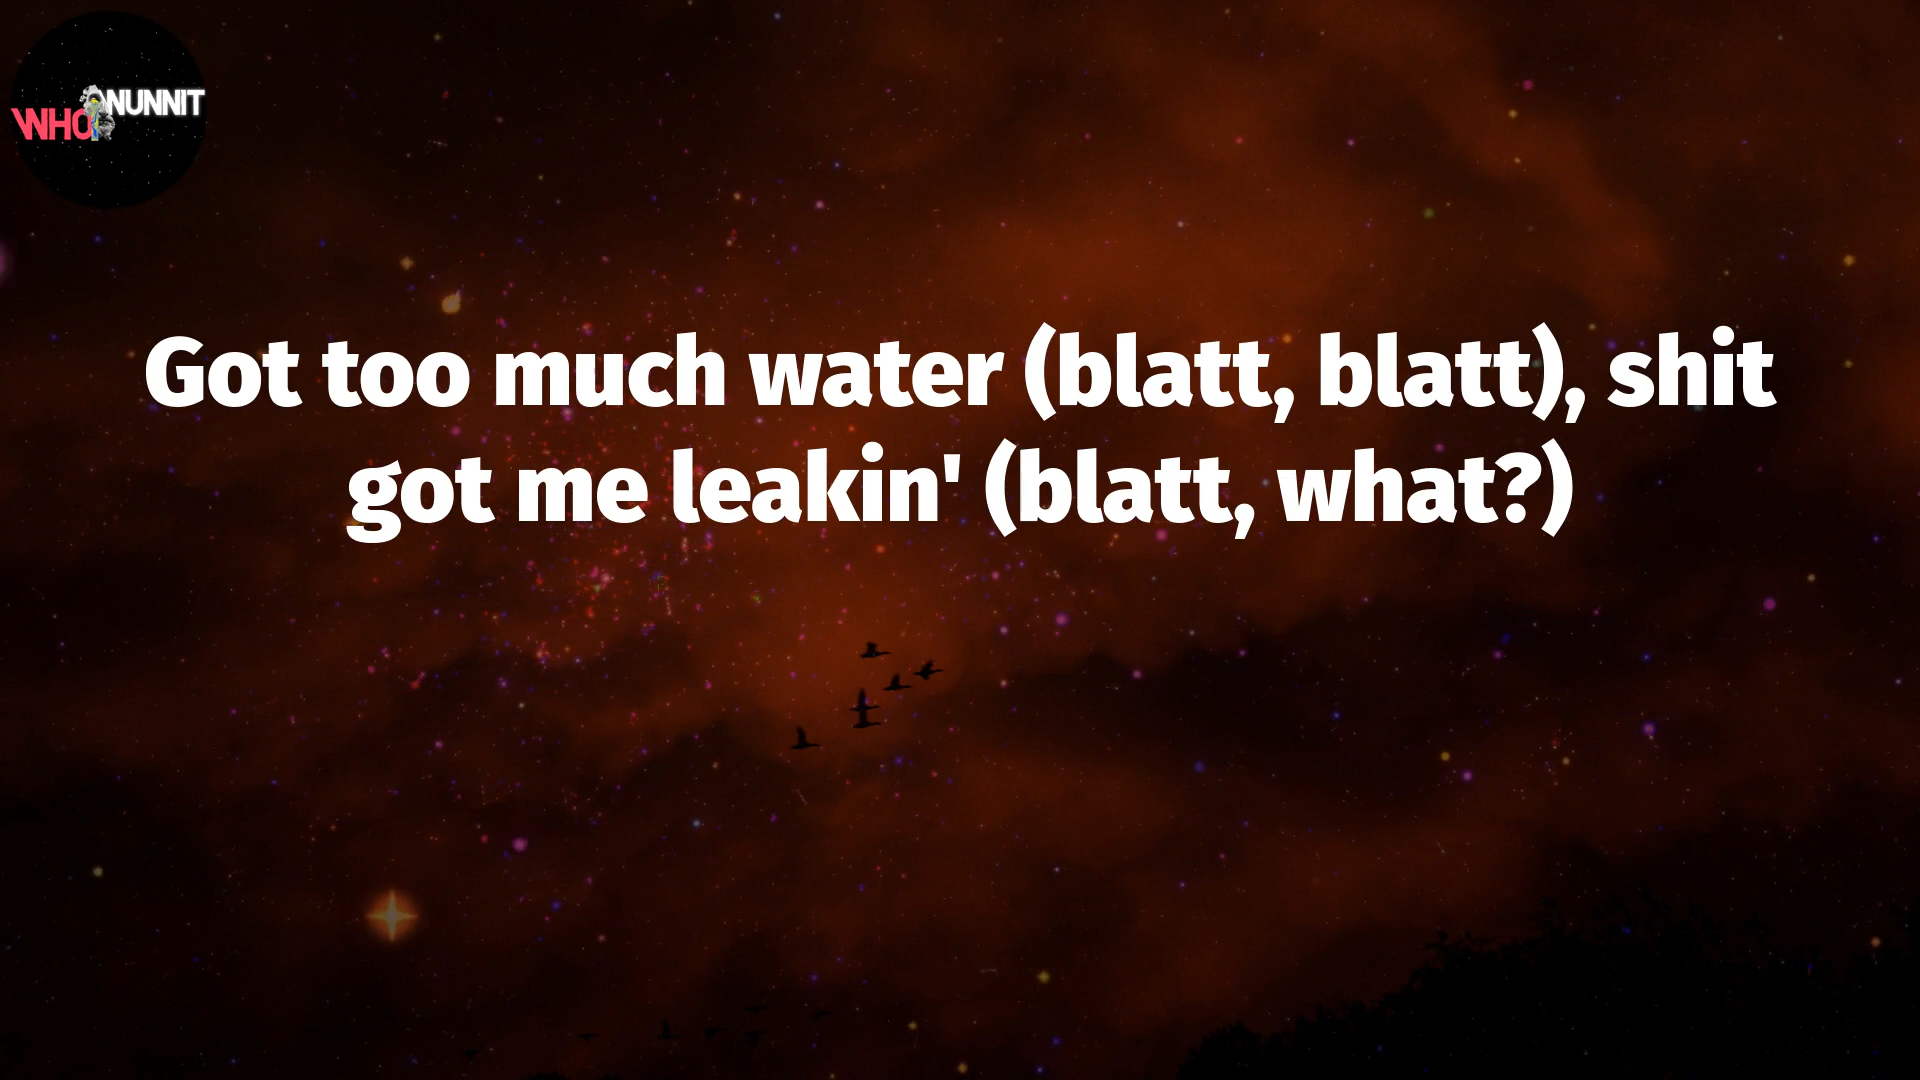 WHO NUNNIT
Got too much water (blatt, blatt), shit
got me leakin' (blatt, what?)